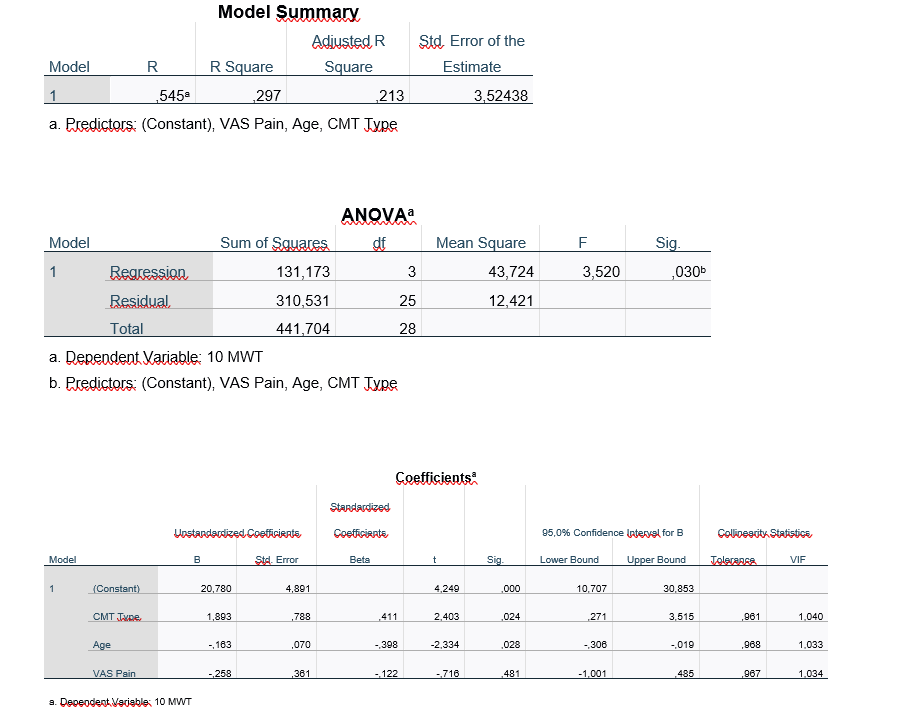 Model Summary
Model R R Square Adjusted R Square Std. Error of the Estimate
1 ,545a ,297 ,213 3,52438
a. Predictors: (Constant), VAS Pain, Age, CMT Type
ANOVAa
Model Sum of Squares df Mean Square F Sig.
1 Regression 131,173 3 43,724 3,520 ,030b
Residual 310,531 25 12,421
Total 441,704 28
a. Dependent Variable: 10 MWT
b. Predictors: (Constant), VAS Pain, Age, CMT Type
Coefficientsa
Unstandardized Coefficients Standardized Coefficients 95,0% Confidence Interval for B Collinearity Statistics
Model B Std. Error Beta t Sig. Lower Bound Upper Bound Tolerance VIF
1 (Constant) 20,780 4,891 4,249 ,000 10,707 30,853
CMT Type 1,893 ,788 ,411 2,403 ,024 ,271 3,515 ,961 1,040
Age -,163 ,070 -,398 -2,334 ,028 -,306 -,019 ,968 1,033
VAS Pain -,258 ,361 -,122 -,716 ,481 -1,001 ,485 ,967 1,034
a. Dependent Variable: 10 MWT